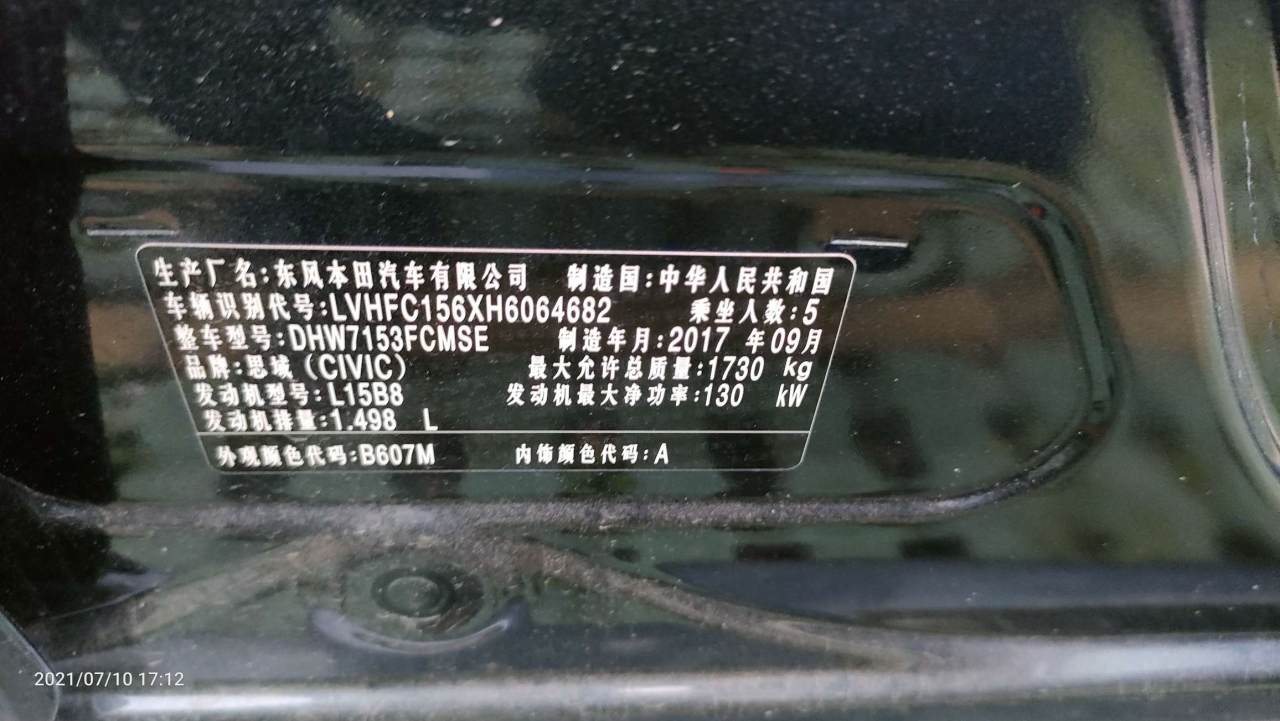 生产厂名:东风本田汽车有限公司 制造国:中华人民共和国
车辆识别代号:LVHFC156XH6064682 乘坐人数:5
整车型号:DHW7153FCMSE 制造年月:2017 年09月
品牌:思域（CIVIC） 最大允许总质量:1730 kg
发动机型号:L15B8 发动机最大净功率:130 kW
发动机排量:1.498 L
外观颜色代码:B607M 内饰颜色代码:A
2021/07/10 17:12